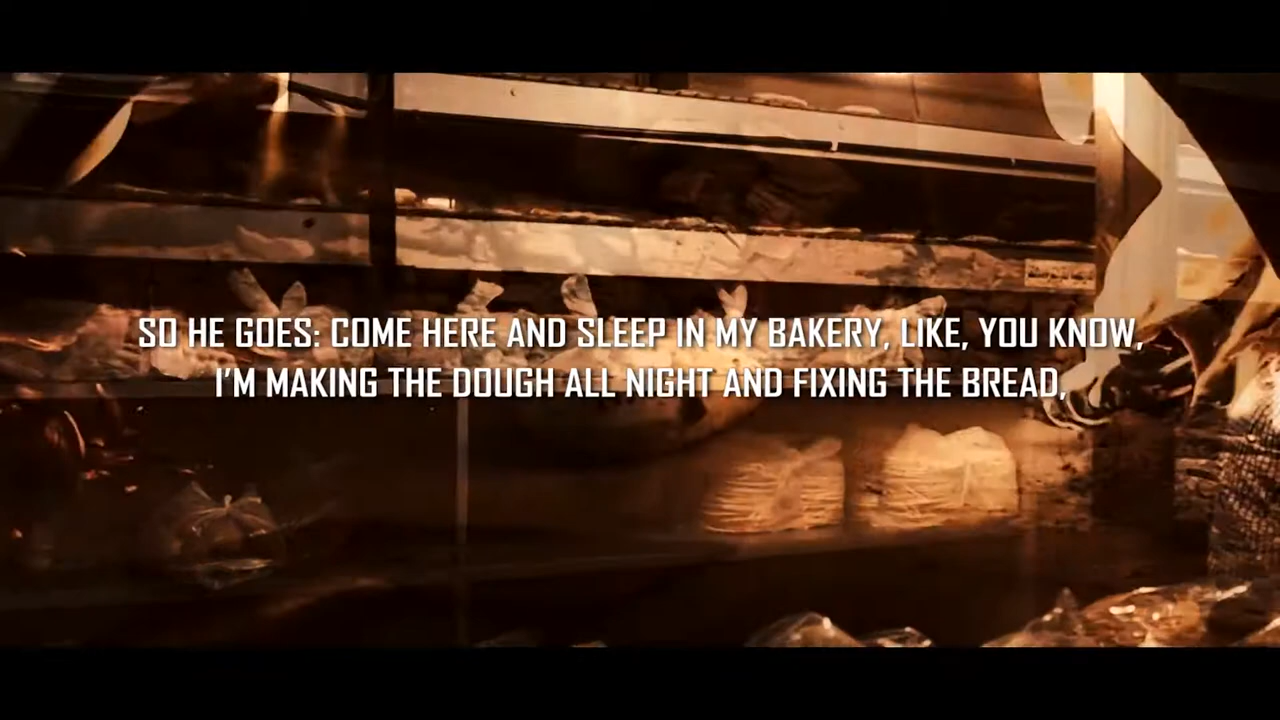 SO HE GOES: COME HERE AND SLEEP IN MY BAKERY, LIKE, YOU KNOW,
I'M MAKING THE DOUGH ALL NIGHT AND FIXING THE BREAD,